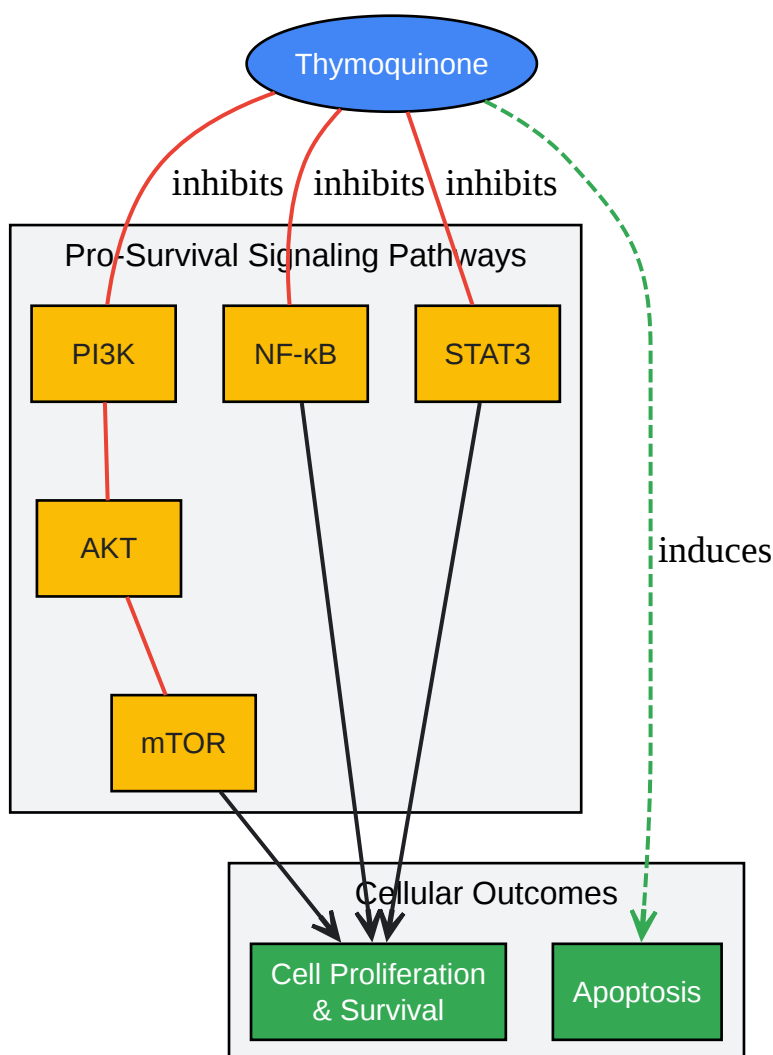 Thymoquinone
inhibits inhibits inhibits
Pro-Survival Signaling Pathways
PI3K NF-κB STAT3
AKT
induces
mTOR
Cellular Outcomes
Cell Proliferation
& Survival
Apoptosis